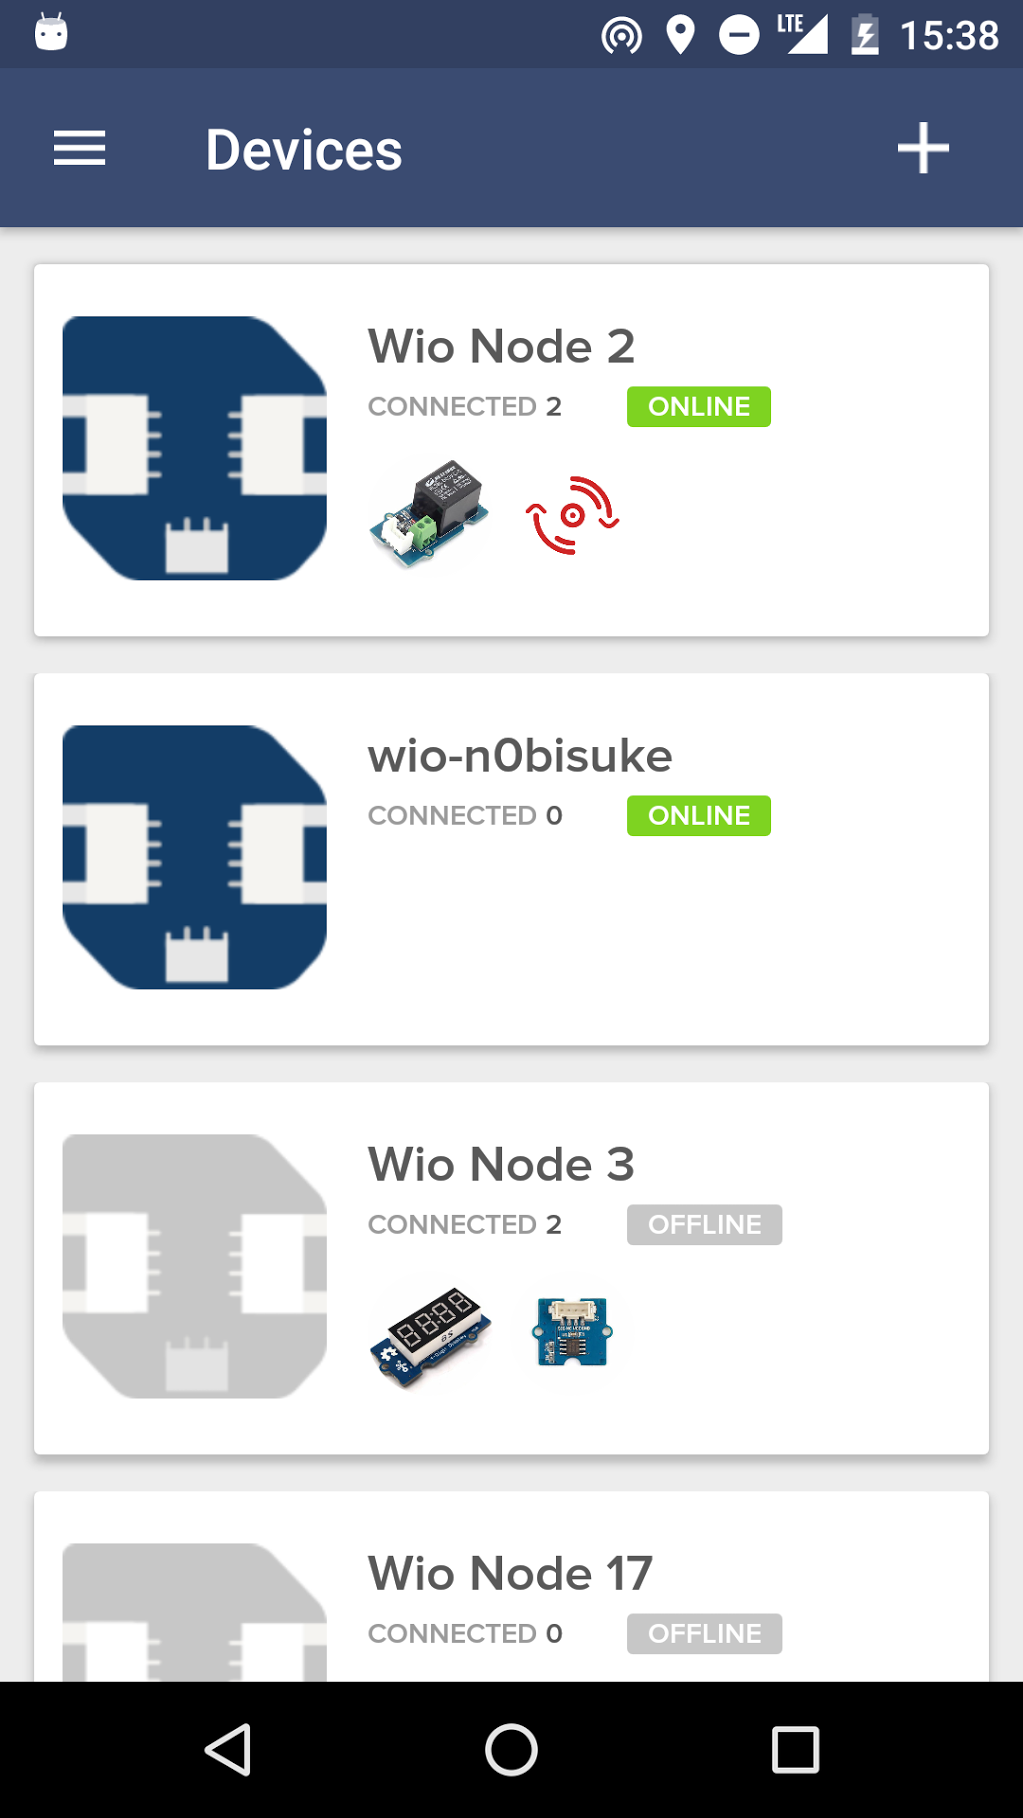 LTE 15:38
Devices
Wio Node 2
CONNECTED 2 ONLINE
wio-n0bisuke
CONNECTED 0 ONLINE
Wio Node 3
CONNECTED 2 OFFLINE
Wio Node 17
CONNECTED 0 OFFLINE